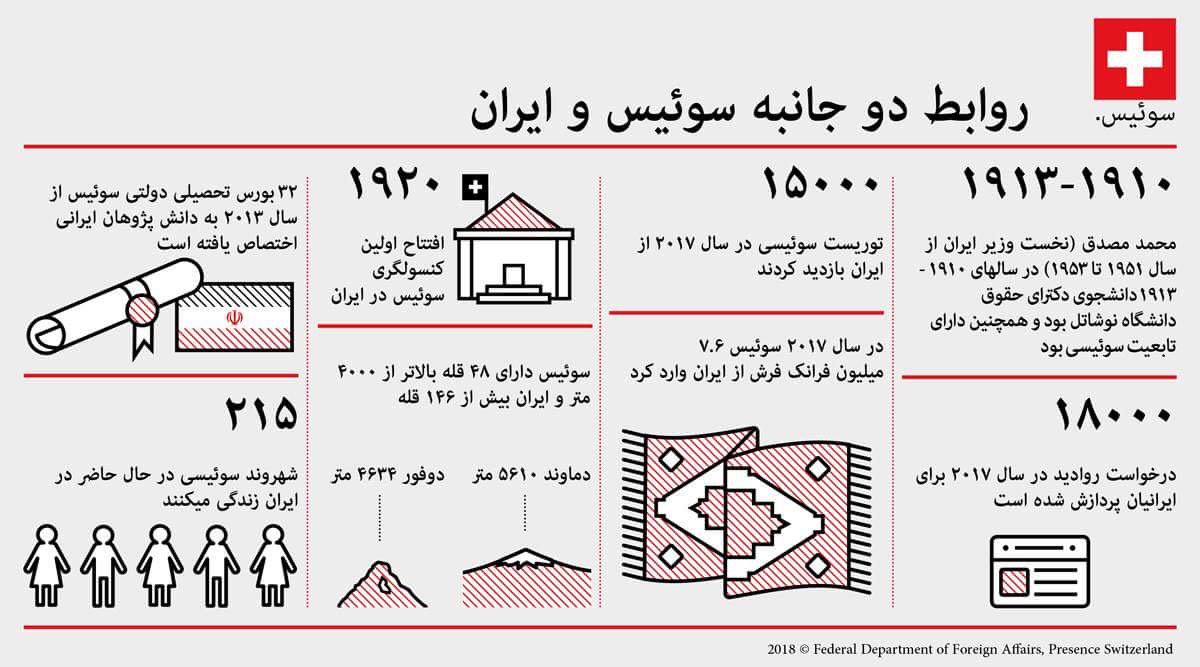 سوئیس.
روابط دو جانبه سوئیس و ایران
۱۹۱۳-۱۹۱۰
محمد مصدق (نخست وزیر ایران از
سال ۱۹۵۱ تا ۱۹۵۳) در سالهای ۱۹۱۰ -
۱۹۱۳ دانشجوی دکترای حقوق
دانشگاه نوشاتل بود و همچنین دارای
تابعیت سوئیسی بود
۱۸۰۰۰
درخواست روادید در سال ۲۰۱۷ برای
ایرانیان پردازش شده است
۱۵۰۰۰
توریست سوئیسی در سال ۲۰۱۷ از
ایران بازدید کردند
در سال ۲۰۱۷ سوئیس ۷.۶
میلیون فرانک فرش از ایران وارد کرد
۱۹۲۰
افتتاح اولین
کنسولگری
سوئیس در ایران
سوئیس دارای ۴۸ قله بالاتر از ۴۰۰۰
متر و ایران بیش از ۱۴۶ قله
دماوند ۵۶۱۰ متر
دوفور ۴۶۳۴ متر
۳۲ بورس تحصیلی دولتی سوئیس از
سال ۲۰۱۳ به دانش پژوهان ایرانی
اختصاص یافته است
۲۱۵
شهروند سوئیسی در حال حاضر در
ایران زندگی میکنند
2018 © Federal Department of Foreign Affairs, Presence Switzerland